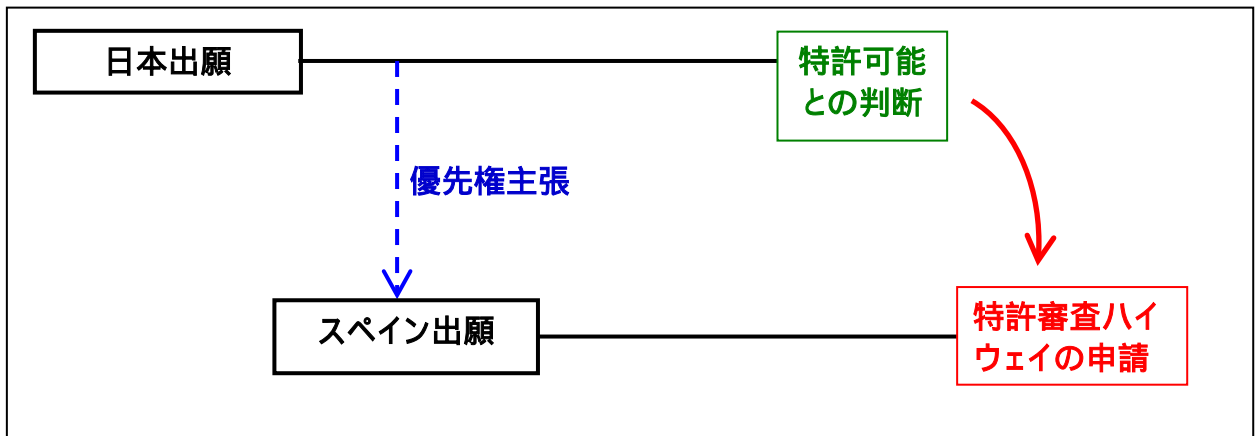 日本出願
特許可能
との判断
優先権主張
スペイン出願
特許審査ハイ
ウェイの申請